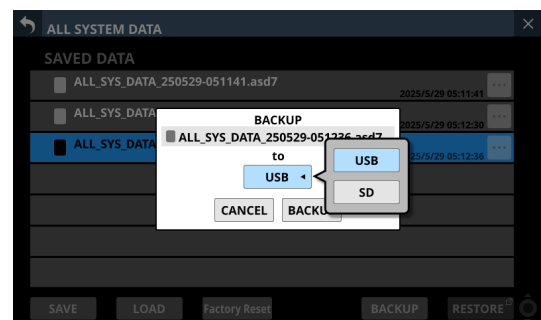 ALL SYSTEM DATA
SAVED DATA
ALL_SYS_DATA_250529-051141.asd7
2025/5/29 05:11:41
ALL_SYS_DATA
2025/5/29 05:12:30
ALL_SYS_DATA
25/5/29 05:12:36
BACKUP
ALL_SYS_DATA_250529-051236.asd7
to
USB
USB
SD
CANCEL
BACKU
SAVE
LOAD
Factory Reset
BACKUP
RESTORE